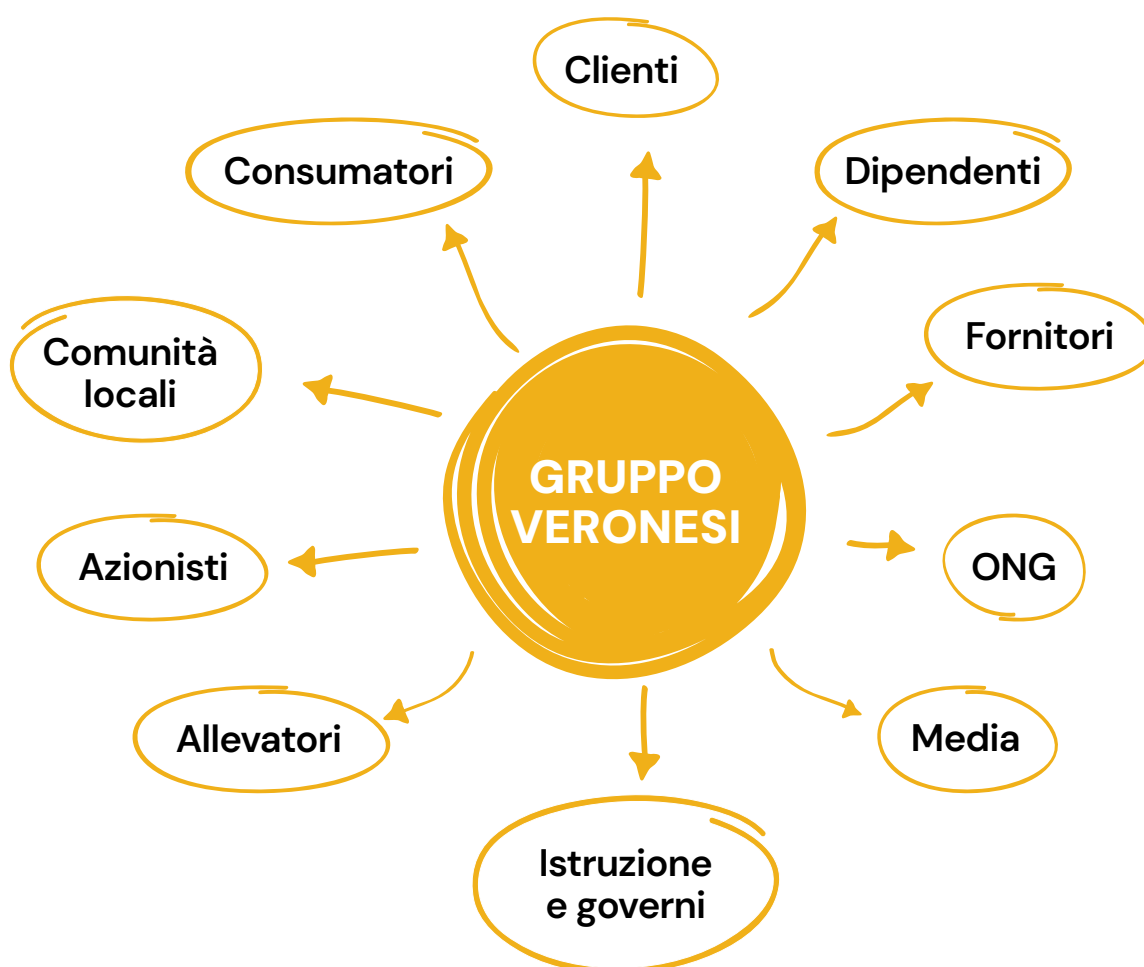 Clienti
Consumatori
Dipendenti
Comunità
locali
Fornitori
GRUPPO
VERONESI
Azionisti
ONG
Allevatori
Media
Istruzione
e governi